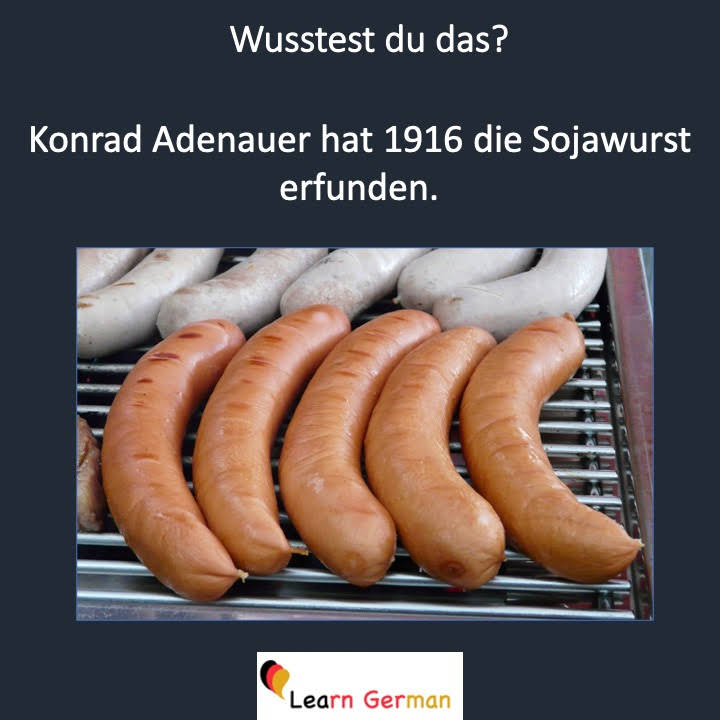 Wusstest du das?
Konrad Adenauer hat 1916 die Sojawurst
erfunden.
Learn German